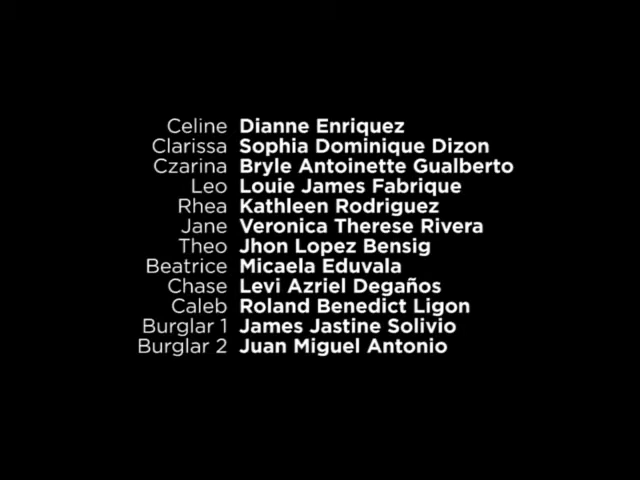 Celine Dianne Enriquez
Clarissa Sophia Dominique Dizon
Czarina Bryle Antoinette Gualberto
Leo Louie James Fabrique
Rhea Kathleen Rodriguez
Jane Veronica Therese Rivera
Theo Jhon Lopez Bensig
Beatrice Micaela Eduvala
Chase Levi Azriel Degaños
Caleb Roland Benedict Ligon
Burglar 1 James Jastine Solivio
Burglar 2 Juan Miguel Antonio